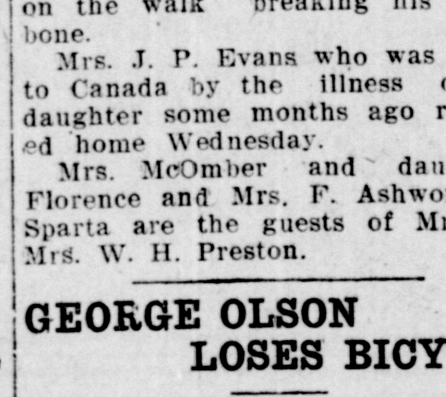 on the walk breaking his
bone.
Mrs. J. P. Evans who was
to Canada by the illness
daughter some months ago r
ed home Wednesday.
Mrs. McOmber and dau
Florence and Mrs. F. Ashwo
Sparta are the guests of Mr
Mrs. W. H. Preston.
GEORGE OLSON
LOSES BICY